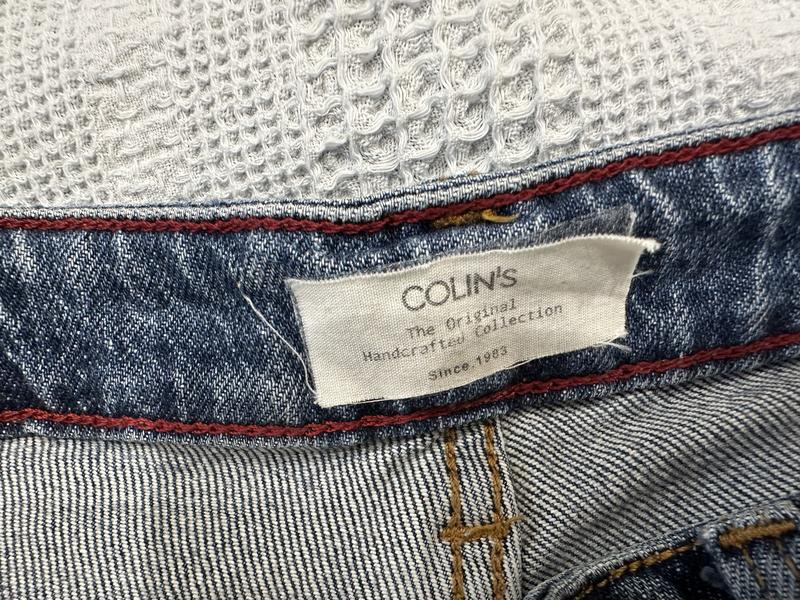 COLIN'S
The Original
Handcrafted Collection
Since 1983